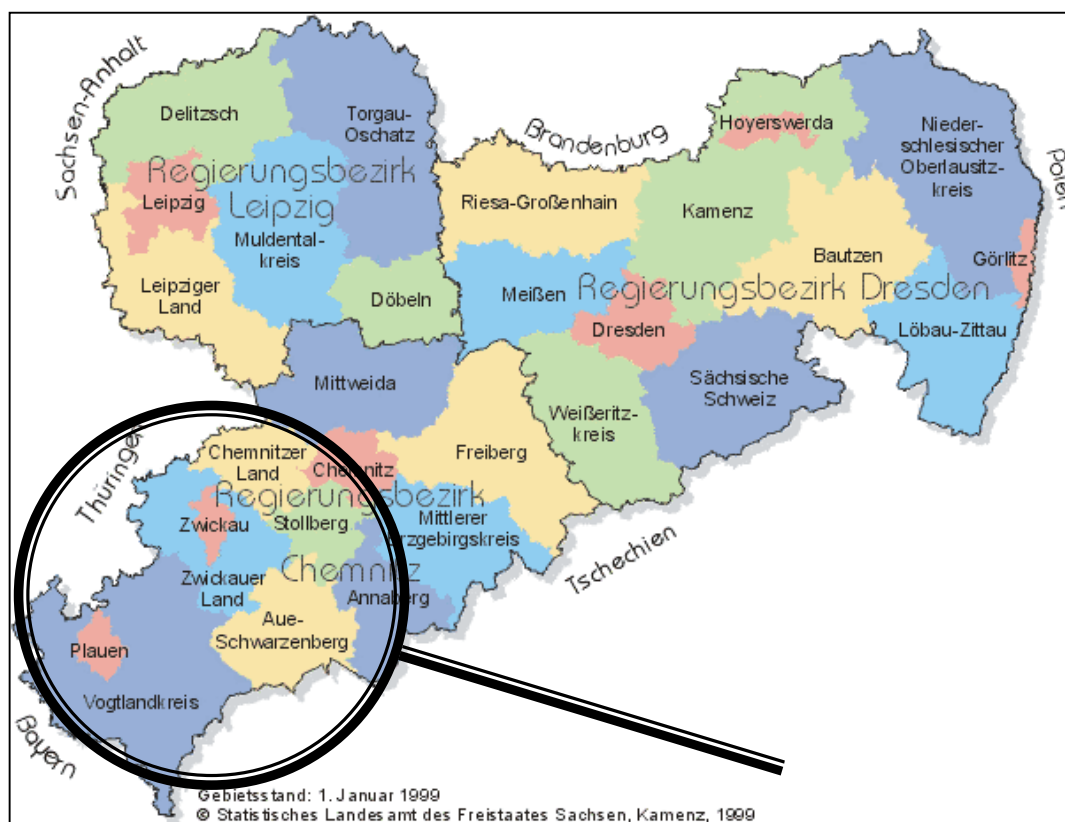 Sachsen-Anhalt
Delitzsch
Torgau-
Oschatz
Brandenburg
Hoyerswerda
Nieder-
schlesischer
Oberlausitz-
kreis
Polen
Regierungsbezirk
Leipzig
Leipzig
Muldental-
kreis
Riesa-Großenhain
Kamenz
Bautzen
Görlitz
Leipziger
Land
Döbeln
Meißen
Regierungsbezirk Dresden
Dresden
Löbau-Zittau
Mittweida
Sächsische
Schweiz
Weißeritz-
kreis
Thüringen
Chemnitzer
Land
Chemnitz
Freiberg
Regierungsbezirk
Chemnitz
Zwickau
Stollberg
Mittlerer
Erzgebirgskreis
Tschechien
Zwickauer
Land
Annaberg
Aue-
Schwarzenberg
Plauen
Vogtlandkreis
Bayern
Gebietsstand: 1. Januar 1999
© Statistisches Landesamt des Freistaates Sachsen, Kamenz, 1999